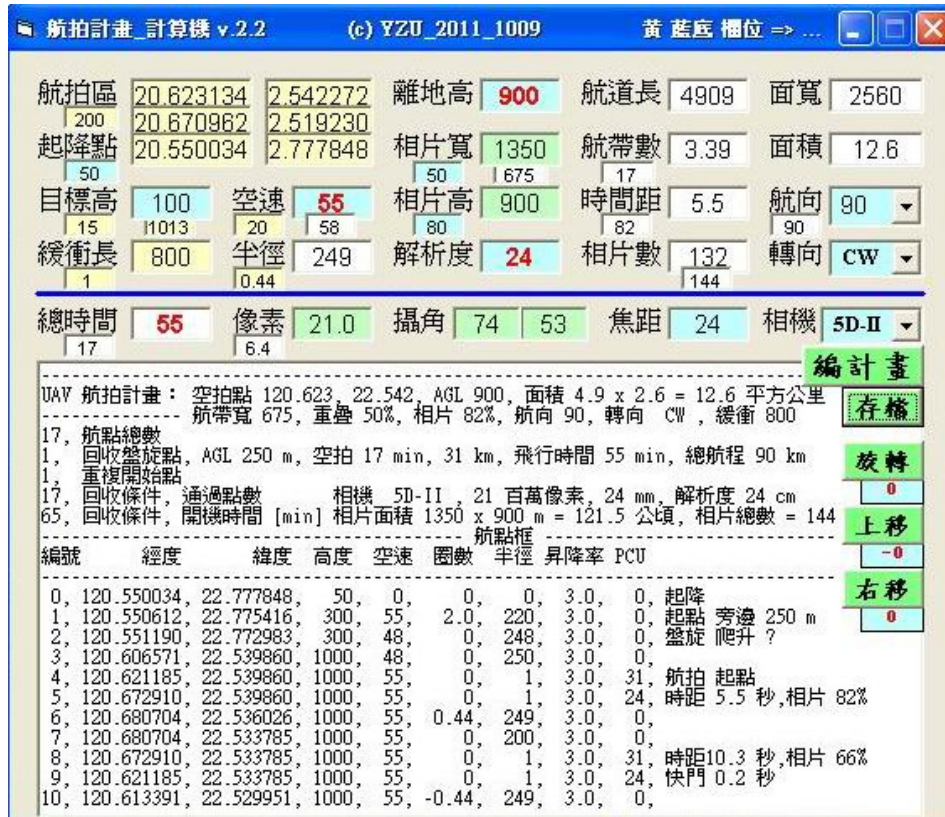 航拍計畫_計算機 v.2.2 (c) YZU_2011_1009 黃 藍底 欄位 => ...
航拍區 20.623134 2.542272 離地高 900 航道長 4909 面寬 2560
200 20.670962 2.519230
起降點 20.550034 2.777848 相片寬 1350 航帶數 3.39 面積 12.6
50 50 675 17
目標高 100 空速 55 相片高 900 時間距 5.5 航向 90
15 1013 20 58 80 82 90
緩衝長 800 半徑 249 解析度 24 相片數 132 轉向 CW
1 0.44 144
總時間 55 像素 21.0 攝角 74 53 焦距 24 相機 5D-II
17 6.4
編計畫
存檔
旋轉
0
上移
-0
右移
0
UAV 航拍計畫： 空拍點 120.623, 22.542, AGL 900, 面積 4.9 x 2.6 = 12.6 平方公里
---------------- 航帶寬 675, 重疊 50%, 相片 82%, 航向 90, 轉向 CW , 緩衝 800
17, 航點總數
1, 回收盤旋點, AGL 250 m, 空拍 17 min, 31 km, 飛行時間 55 min, 總航程 90 km
1, 重複開始點
17, 回收條件, 通過點數 相機 5D-II , 21 百萬像素, 24 mm, 解析度 24 cm
65, 回收條件, 開機時間 [min] 相片面積 1350 x 900 m = 121.5 公頃, 相片總數 = 144
航點框
編號 經度 緯度 高度 空速 圈數 半徑 昇降率 PCU
0, 120.550034, 22.777848, 50, 0, 0, 0, 3.0, 0, 起降
1, 120.550612, 22.775416, 300, 55, 2.0, 220, 3.0, 0, 起點 旁邊 250 m
2, 120.551190, 22.772983, 300, 48, 0, 248, 3.0, 0, 盤旋 爬升 ?
3, 120.606571, 22.539860, 1000, 48, 0, 250, 3.0, 0,
4, 120.621185, 22.539860, 1000, 55, 0, 1, 3.0, 31, 航拍 起點
5, 120.672910, 22.539860, 1000, 55, 0, 1, 3.0, 24, 時距 5.5 秒,相片 82%
6, 120.680704, 22.536026, 1000, 55, 0.44, 249, 3.0, 0,
7, 120.680704, 22.533785, 1000, 55, 0, 200, 3.0, 0,
8, 120.672910, 22.533785, 1000, 55, 0, 1, 3.0, 31, 時距10.3 秒,相片 66%
9, 120.621185, 22.533785, 1000, 55, 0, 1, 3.0, 24, 快門 0.2 秒
10, 120.613391, 22.529951, 1000, 55, -0.44, 249, 3.0, 0,